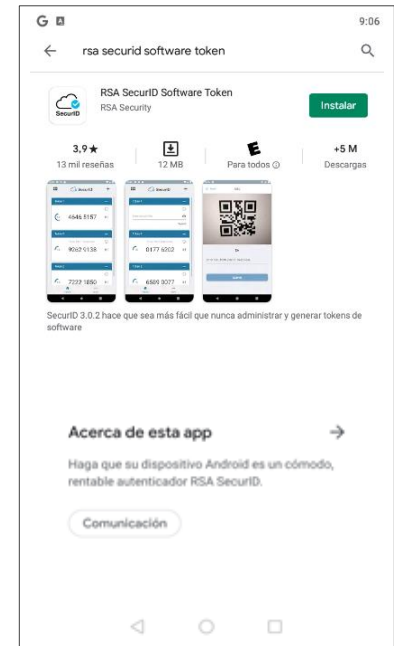 9:06
rsa securid software token
SecurID
RSA SecurID Software Token
RSA Security
Instalar
3,9★
13 mil reseñas
12 MB
E
Para todos
+5 M
Descargas
SecurID 3.0.2 hace que sea más fácil que nunca administrar y generar tokens de
software
Acerca de esta app
Haga que su dispositivo Android es un cómodo,
rentable autenticador RSA SecurID.
Comunicación